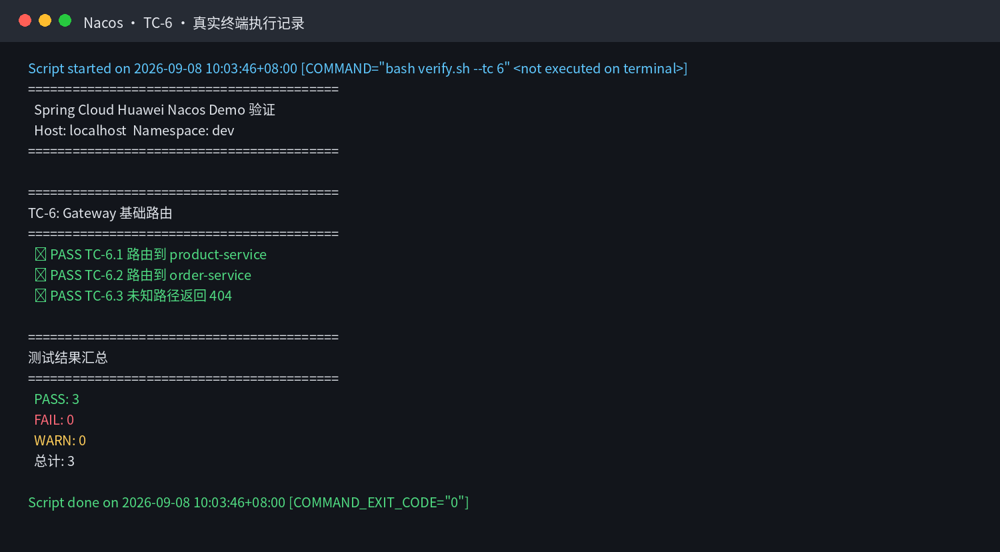 Nacos • TC-6 • 真实终端执行记录
Script started on 2026-09-08 10:03:46+08:00 [COMMAND="bash verify.sh --tc 6" <not executed on terminal>]
==========================================
Spring Cloud Huawei Nacos Demo 验证
Host: localhost  Namespace: dev
==========================================
==========================================
TC-6: Gateway 基础路由
==========================================
PASS TC-6.1 路由到 product-service
PASS TC-6.2 路由到 order-service
PASS TC-6.3 未知路径返回 404
==========================================
测试结果汇总
==========================================
PASS: 3
FAIL: 0
WARN: 0
总计: 3
Script done on 2026-09-08 10:03:46+08:00 [COMMAND_EXIT_CODE="0"]